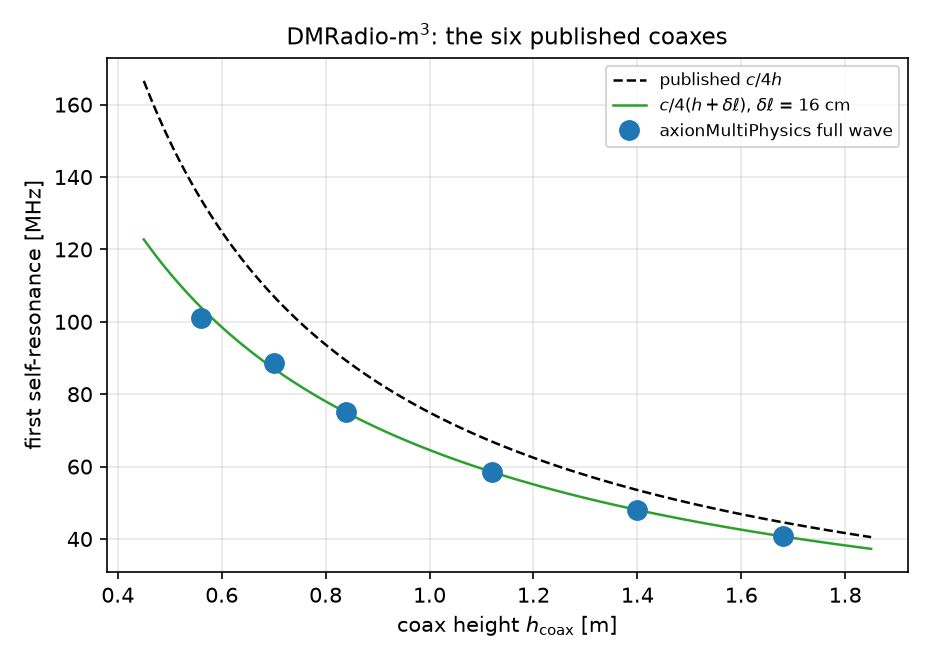 DMRadio-m³: the six published coaxes
published c/4h
c/4(h + δℓ), δℓ = 16 cm
axionMultiPhysics full wave
first self-resonance [MHz]
160
140
120
100
80
60
40
0.4 0.6 0.8 1.0 1.2 1.4 1.6 1.8
coax height h_coax [m]